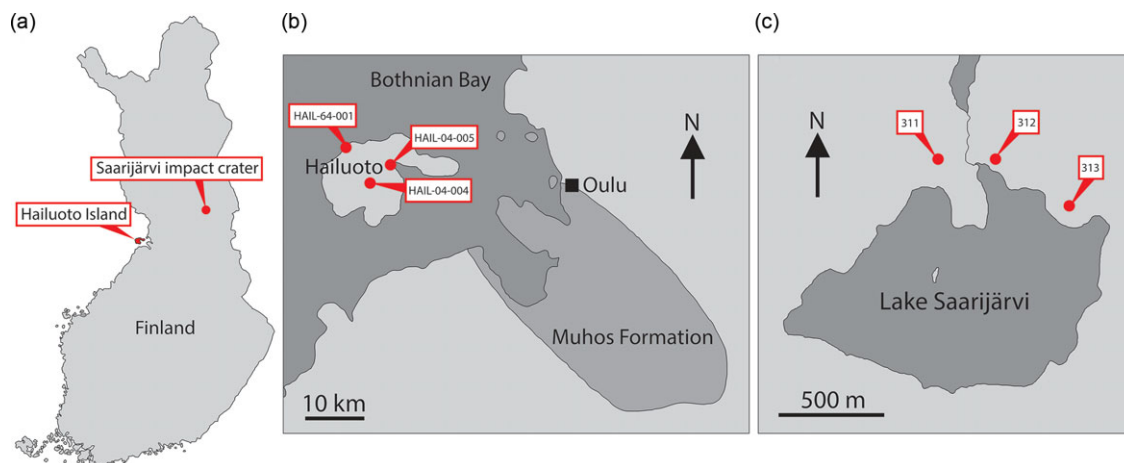 (a)
Saarijärvi impact crater
Hailuoto Island
Finland
(b)
Bothnian Bay
HAIL-64-001
HAIL-04-005
Hailuoto
HAIL-04-004
N
Oulu
Muhos Formation
10 km
(c)
311
312
N
313
Lake Saarijärvi
500 m